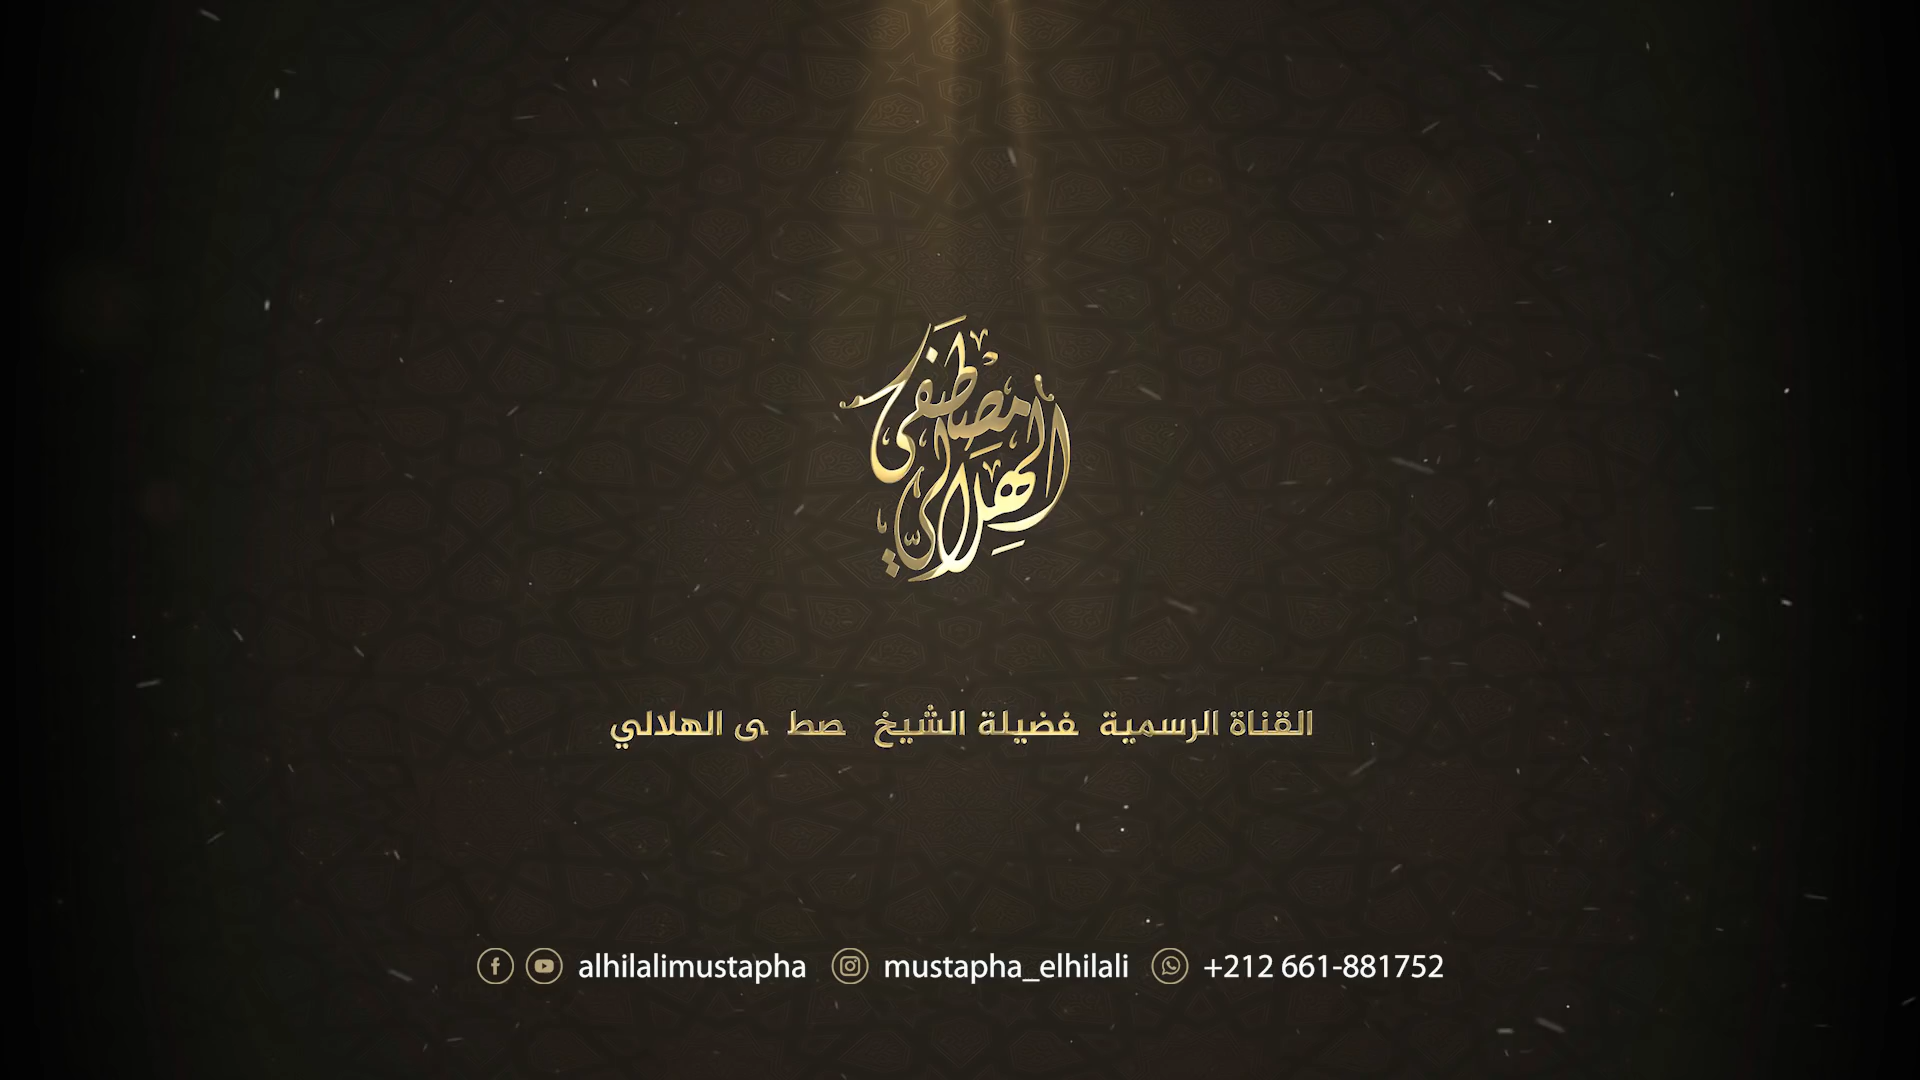 مصطفى الهلالي
القناة الرسمية فضيلة الشيخ صط ى الهلالي
alhilalimustapha mustapha_elhilali +212 661-881752